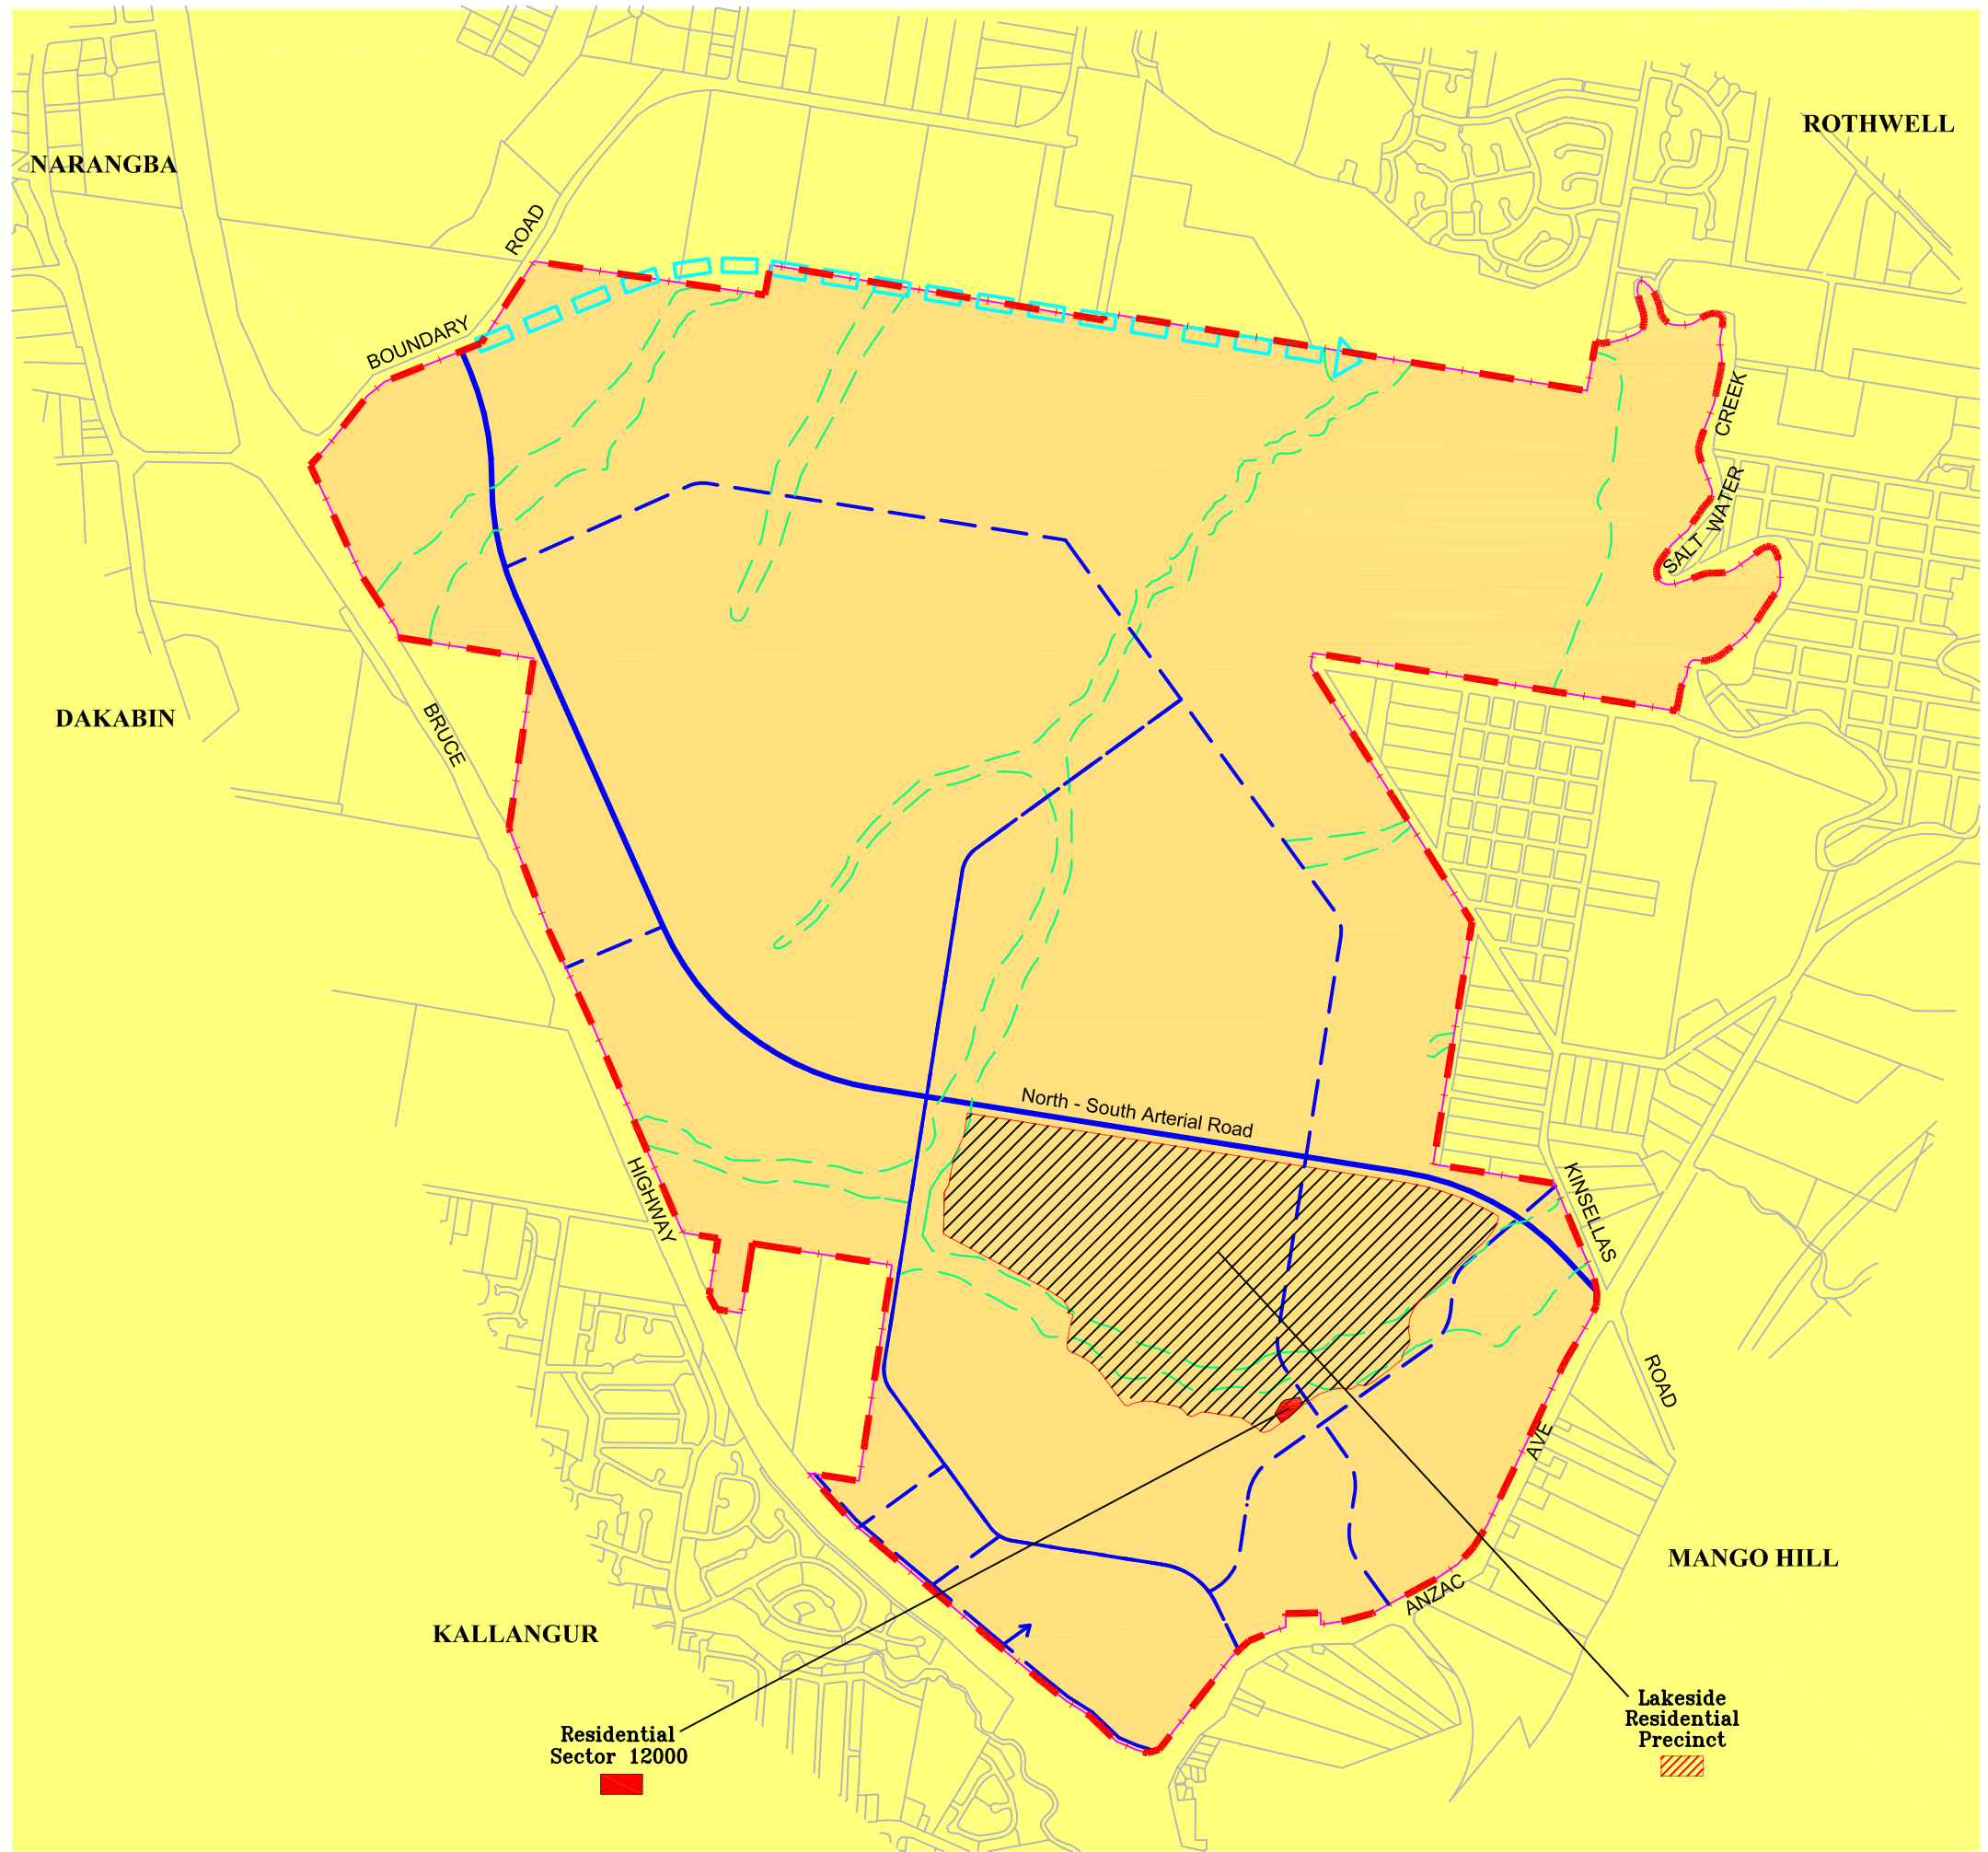 ROTHWELL
NARANGBA
ROAD
BOUNDARY
CREEK
WATER
SALT
DAKABIN
BRUCE
North - South Arterial Road
HIGHWAY
KINSELLAS
ROAD
AVE
ANZAC
MANGO HILL
KALLANGUR
Lakeside
Residential
Precinct
Residential
Sector 12000